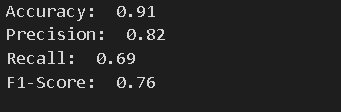 Accuracy:  0.91
Precision:  0.82
Recall:  0.69
F1-Score:  0.76